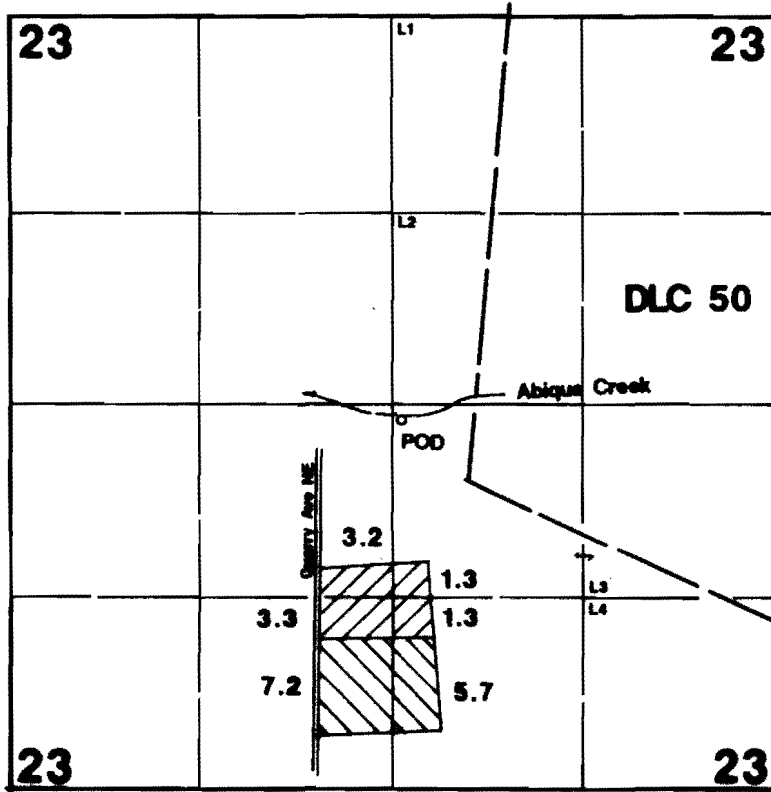 23
23
L1
L2
DLC 50
Abiqua Creek
POD
Quarry Ave NE
3.2
1.3
L3
L4
3.3
1.3
7.2
5.7
23
23